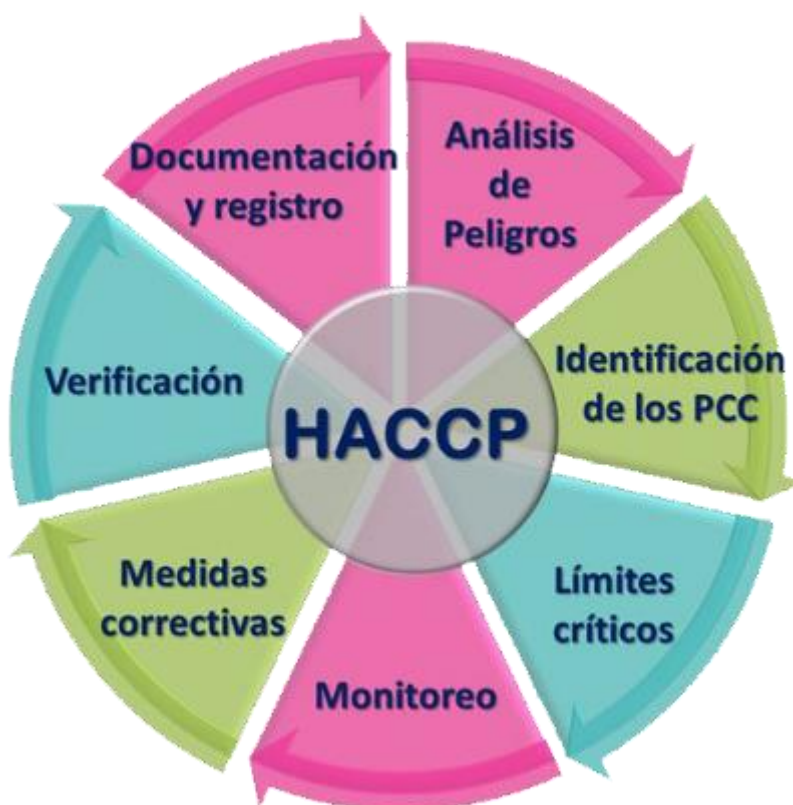 Análisis
de
Peligros
Identificación
de los PCC
Límites
críticos
Monitoreo
Medidas
correctivas
Verificación
Documentación
y registro
HACCP